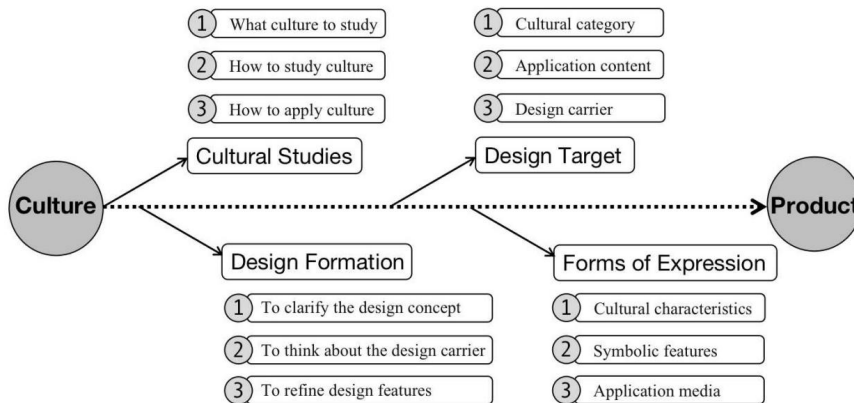 1 What culture to study
2 How to study culture
3 How to apply culture
Cultural Studies
1 Cultural category
2 Application content
3 Design carrier
Design Target
Culture
Product
Design Formation
1 To clarify the design concept
2 To think about the design carrier
3 To refine design features
Forms of Expression
1 Cultural characteristics
2 Symbolic features
3 Application media